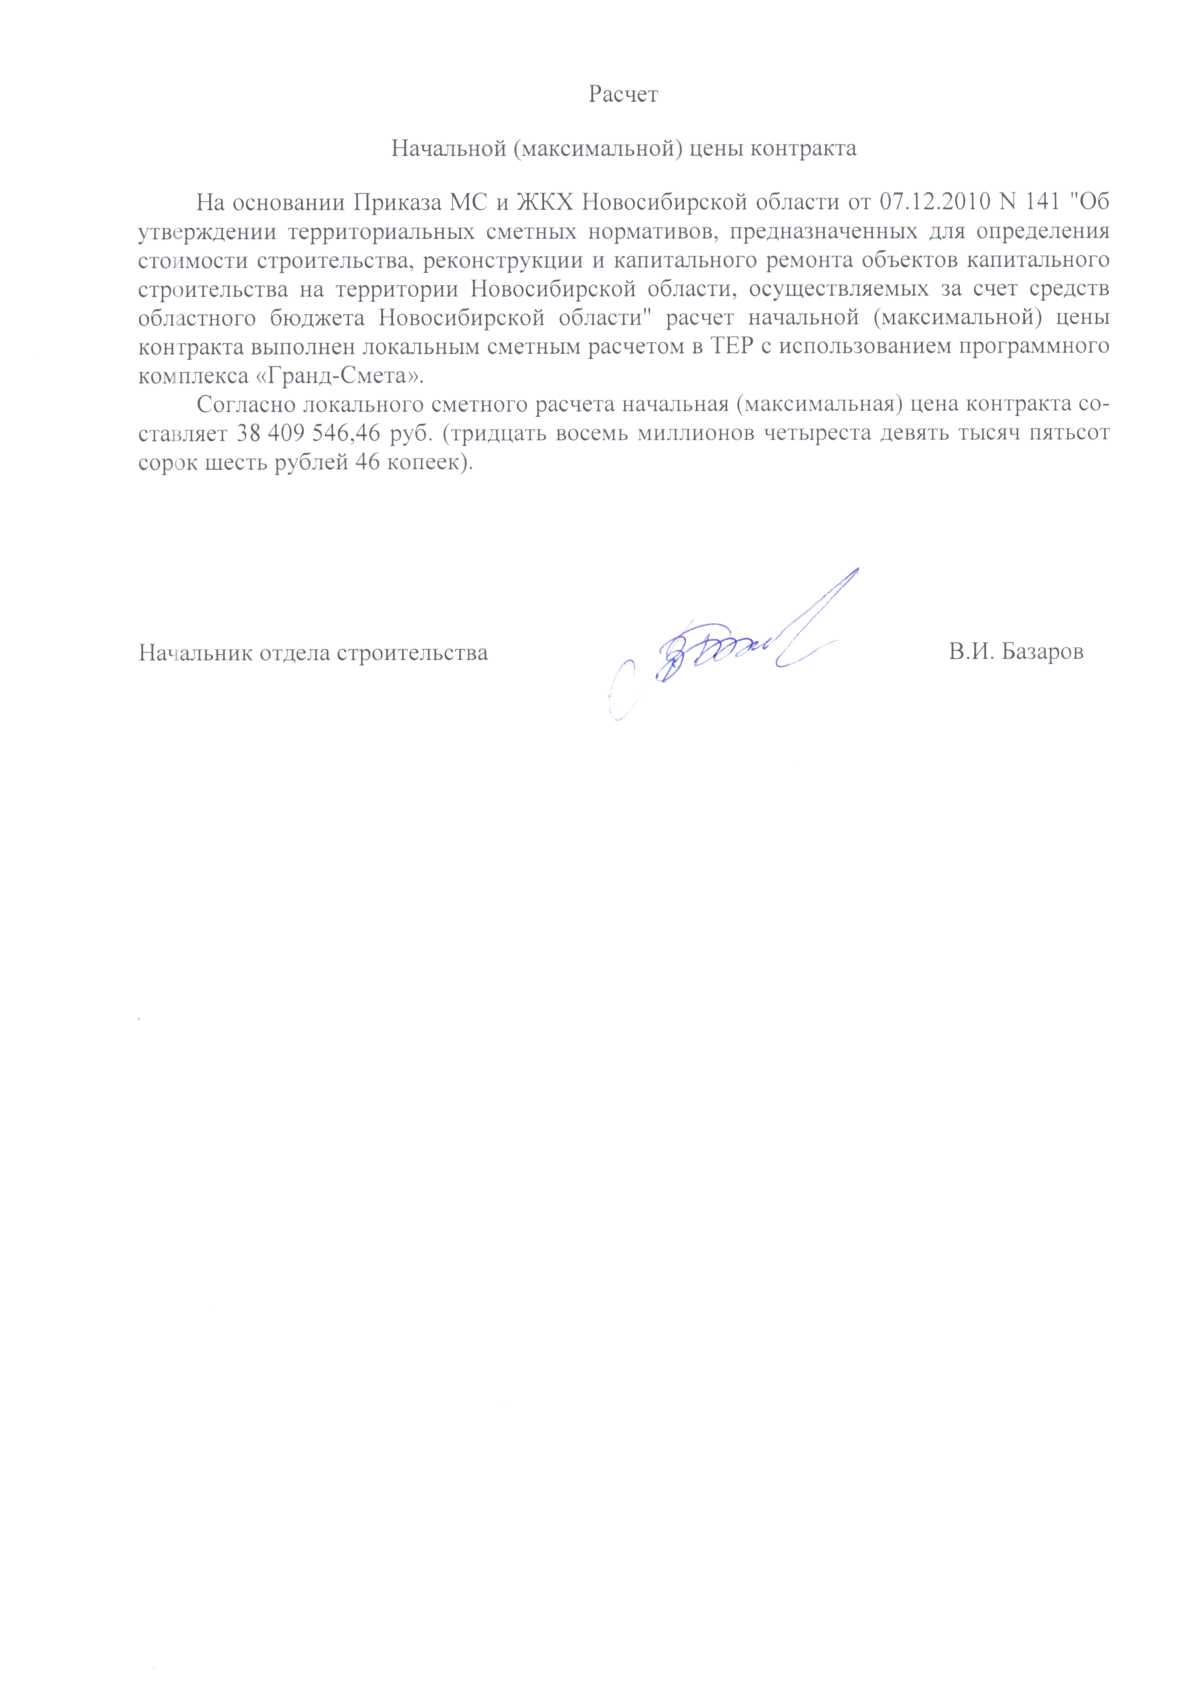 Расчет
Начальной (максимальной) цены контракта
На основании Приказа МС и ЖКХ Новосибирской области от 07.12.2010 N 141 "Об
утверждении территориальных сметных нормативов, предназначенных для определения
стоимости строительства, реконструкции и капитального ремонта объектов капитального
строительства на территории Новосибирской области, осуществляемых за счет средств
областного бюджета Новосибирской области" расчет начальной (максимальной) цены
контракта выполнен локальным сметным расчетом в ТЕР с использованием программного
комплекса «Гранд-Смета».
Согласно локального сметного расчета начальная (максимальная) цена контракта со-
ставляет 38 409 546,46 руб. (тридцать восемь миллионов четыреста девять тысяч пятьсот
сорок шесть рублей 46 копеек).
Начальник отдела строительства В.И. Базаров